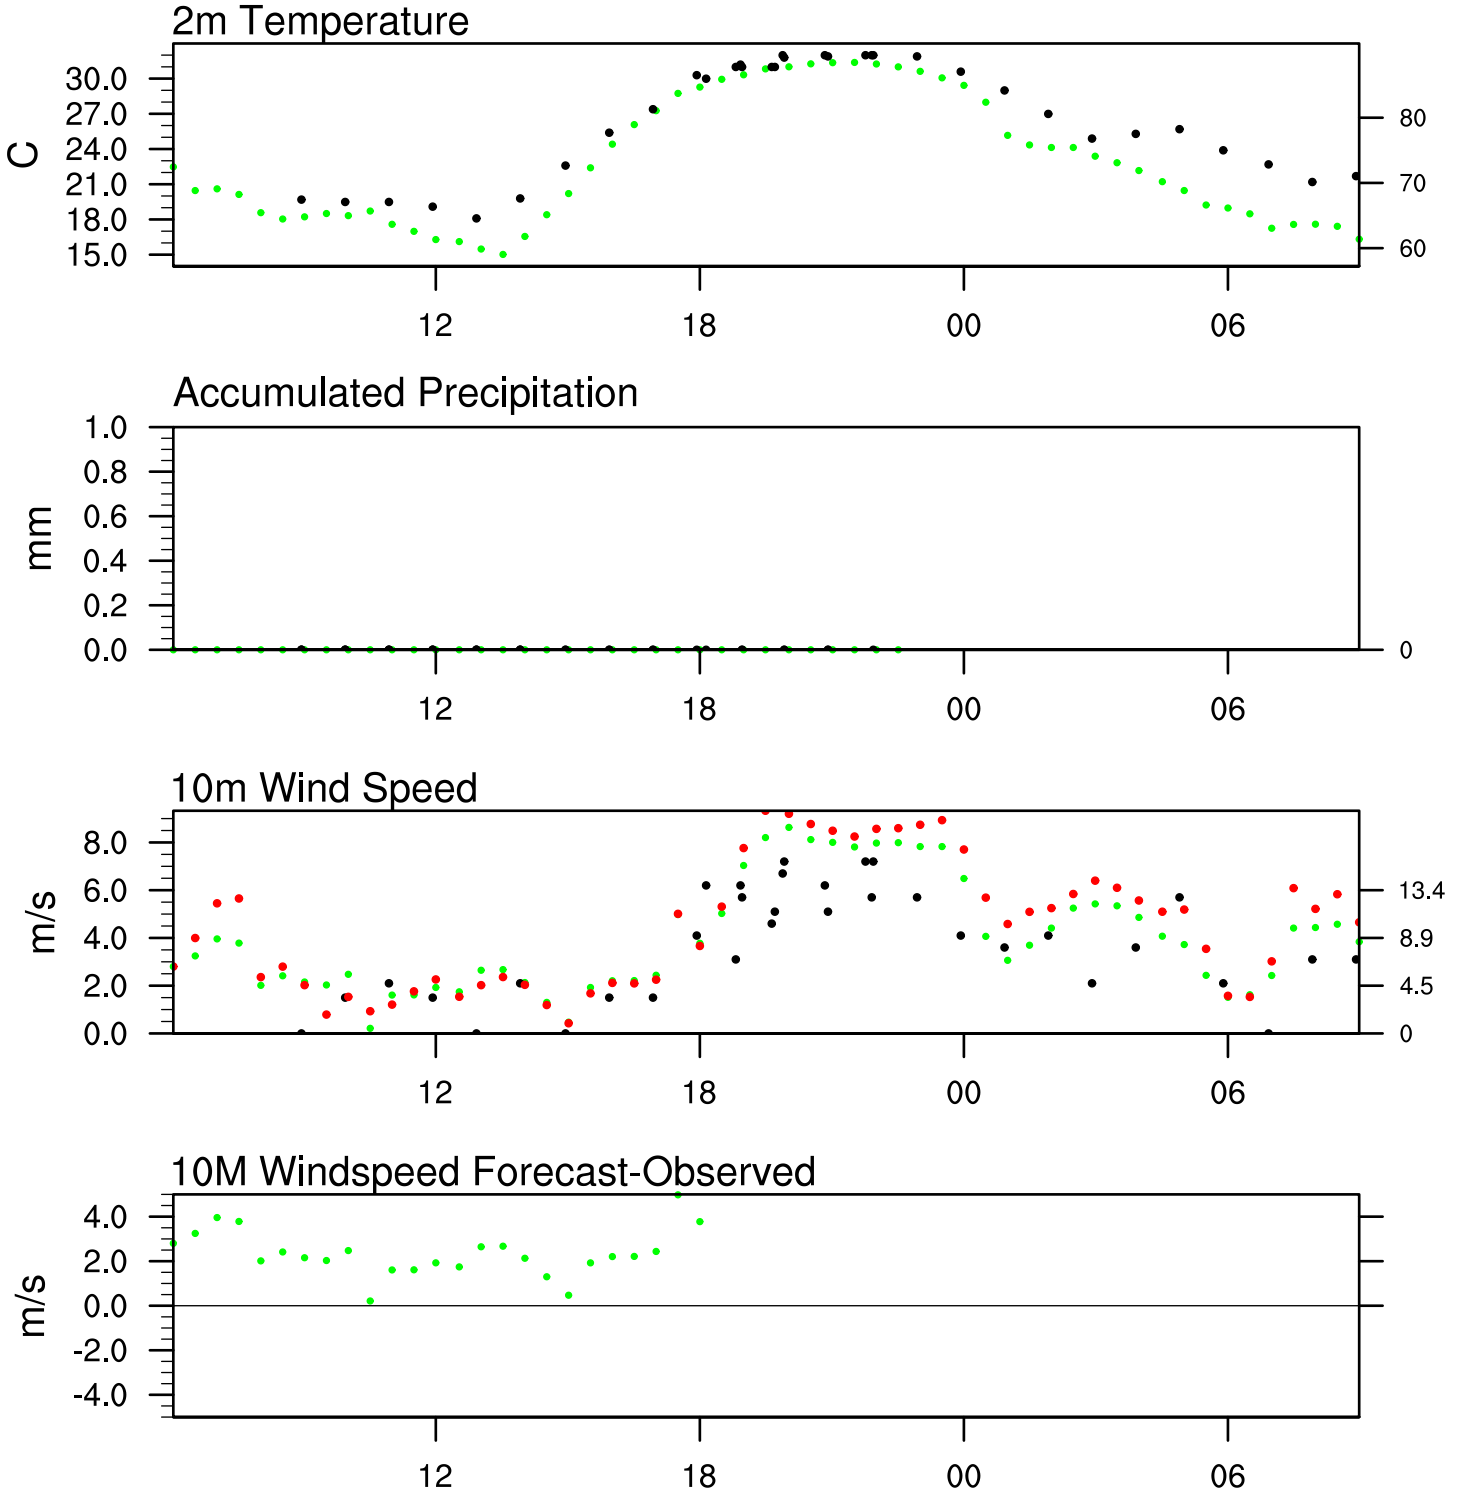 2m Temperature
C
30.0
27.0
24.0
21.0
18.0
15.0
80
70
60
12 18 00 06
Accumulated Precipitation
mm
1.0
0.8
0.6
0.4
0.2
0.0
0
12 18 00 06
10m Wind Speed
m/s
8.0
6.0
4.0
2.0
0.0
13.4
8.9
4.5
0
12 18 00 06
10M Windspeed Forecast-Observed
m/s
4.0
2.0
0.0
-2.0
-4.0
12 18 00 06